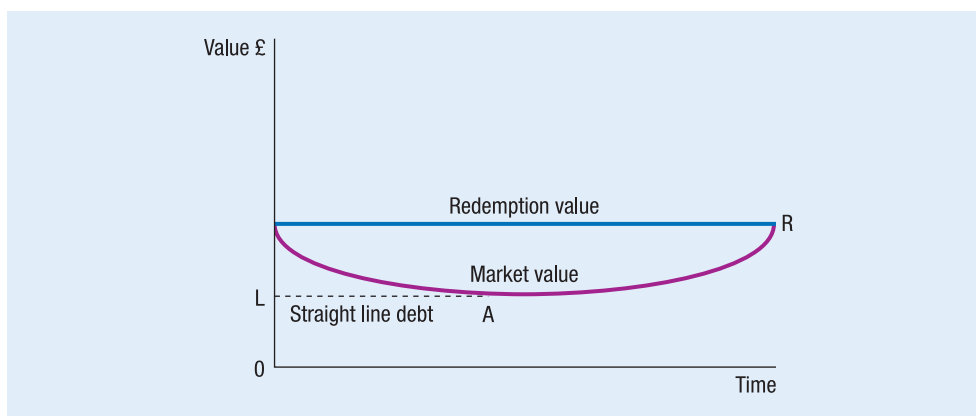 Value £
Redemption value
R
Market value
L
Straight line debt
A
0
Time